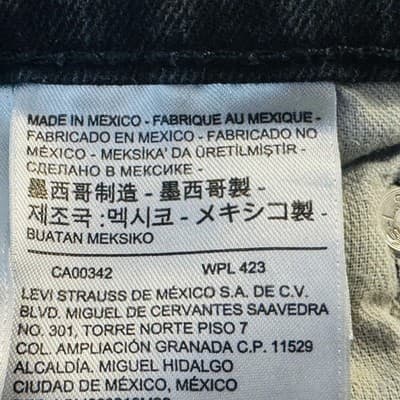 MADE IN MEXICO - FABRIQUE AU MEXIQUE -
FABRICADO EN MEXICO - FABRICADO NO
MÉXICO - MEKSİKA' DA ÜRETİLMİŞTİR -
СДЕЛАНО В МЕКСИКЕ -
墨西哥制造 - 墨西哥製 -
제조국 :멕시코 - メキシコ製 -
BUATAN MEKSIKO
CA00342 WPL 423
LEVI STRAUSS DE MÉXICO S.A. DE C.V.
BLVD. MIGUEL DE CERVANTES SAAVEDRA
NO. 301, TORRE NORTE PISO 7
COL. AMPLIACIÓN GRANADA C.P. 11529
ALCALDÍA. MIGUEL HIDALGO
CIUDAD DE MÉXICO, MÉXICO